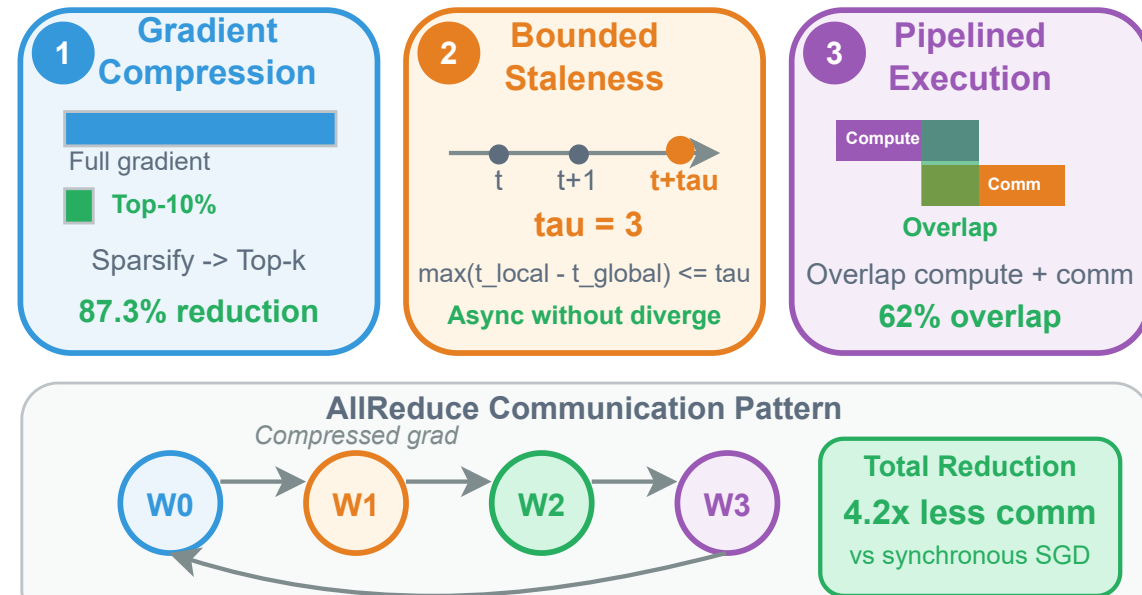 1
Gradient
Compression
Full gradient
Top-10%
Sparsify -> Top-k
87.3% reduction
2
Bounded
Staleness
t
t+1
t+tau
tau = 3
max(t_local - t_global) <= tau
Async without diverge
3
Pipelined
Execution
Compute
Comm
Overlap
Overlap compute + comm
62% overlap
AllReduce Communication Pattern
Compressed grad
W0
W1
W2
W3
Total Reduction
4.2x less comm
vs synchronous SGD